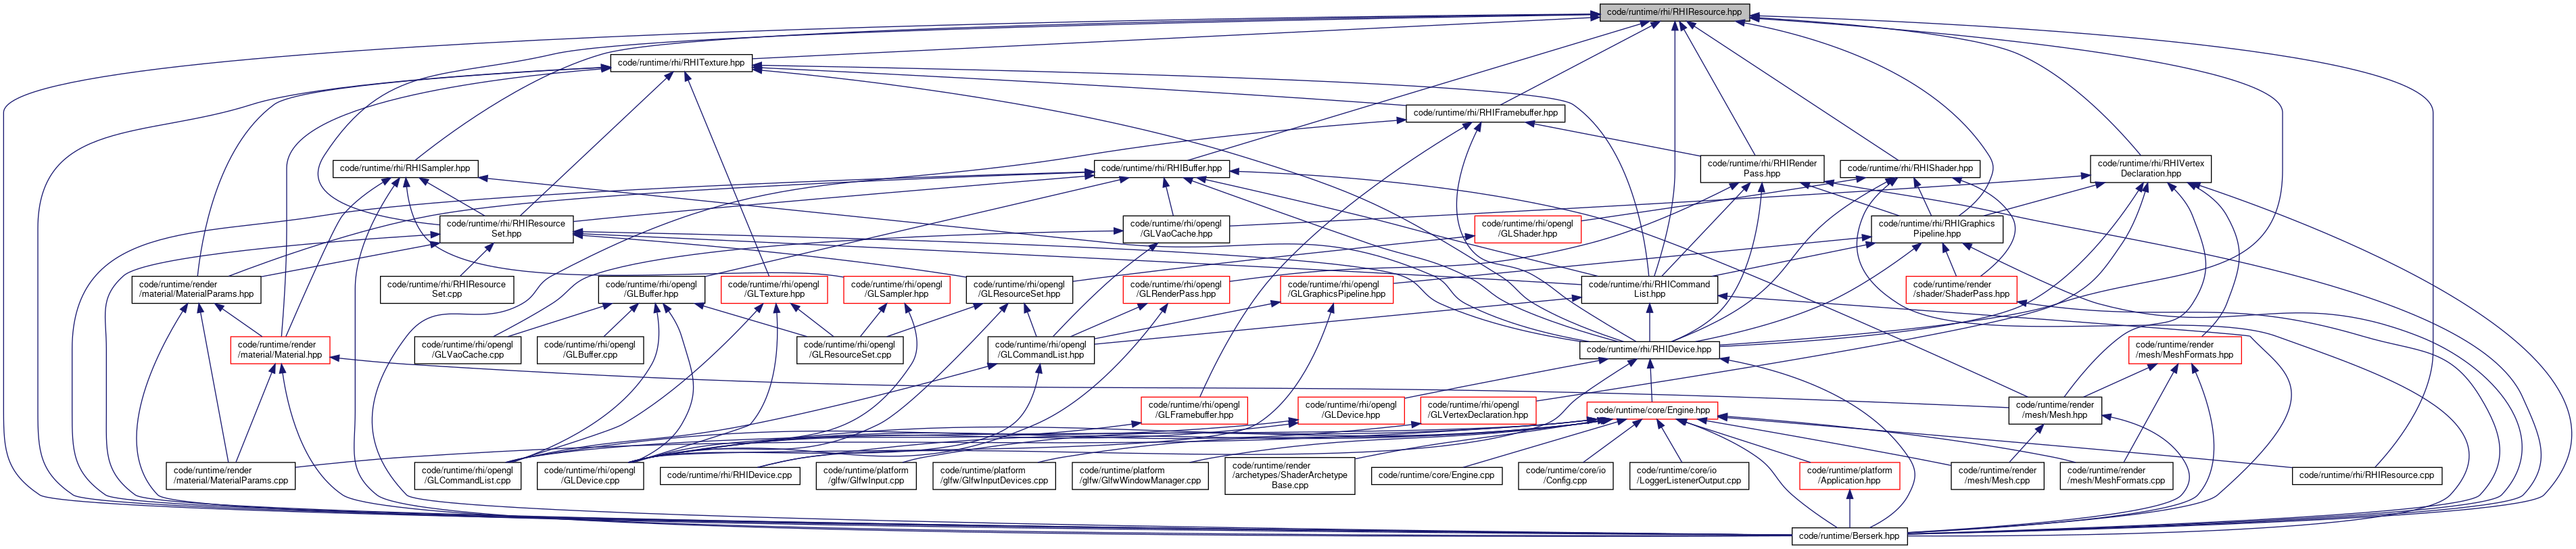 code/runtime/rhi/RHIResource.hpp
code/runtime/rhi/RHITexture.hpp
code/runtime/rhi/RHIFramebuffer.hpp
code/runtime/rhi/RHISampler.hpp
code/runtime/rhi/RHIBuffer.hpp
code/runtime/rhi/RHIRender
Pass.hpp
code/runtime/rhi/RHIShader.hpp
code/runtime/rhi/RHIVertex
Declaration.hpp
code/runtime/rhi/RHIResource
Set.hpp
code/runtime/rhi/opengl
/GLVaoCache.hpp
code/runtime/rhi/opengl
/GLShader.hpp
code/runtime/rhi/RHIGraphics
Pipeline.hpp
code/runtime/render
/material/MaterialParams.hpp
code/runtime/rhi/RHIResource
Set.cpp
code/runtime/rhi/opengl
/GLBuffer.hpp
code/runtime/rhi/opengl
/GLTexture.hpp
code/runtime/rhi/opengl
/GLSampler.hpp
code/runtime/rhi/opengl
/GLResourceSet.hpp
code/runtime/rhi/opengl
/GLRenderPass.hpp
code/runtime/rhi/opengl
/GLGraphicsPipeline.hpp
code/runtime/rhi/RHICommand
List.hpp
code/runtime/render
/shader/ShaderPass.hpp
code/runtime/render
/material/Material.hpp
code/runtime/rhi/opengl
/GLVaoCache.cpp
code/runtime/rhi/opengl
/GLBuffer.cpp
code/runtime/rhi/opengl
/GLResourceSet.cpp
code/runtime/rhi/opengl
/GLCommandList.hpp
code/runtime/rhi/RHIDevice.hpp
code/runtime/render
/mesh/MeshFormats.hpp
code/runtime/rhi/opengl
/GLFramebuffer.hpp
code/runtime/rhi/opengl
/GLDevice.hpp
code/runtime/rhi/opengl
/GLVertexDeclaration.hpp
code/runtime/core/Engine.hpp
code/runtime/render
/mesh/Mesh.hpp
code/runtime/render
/material/MaterialParams.cpp
code/runtime/rhi/opengl
/GLCommandList.cpp
code/runtime/rhi/opengl
/GLDevice.cpp
code/runtime/rhi/RHIDevice.cpp
code/runtime/platform
/glfw/GlfwInput.cpp
code/runtime/platform
/glfw/GlfwInputDevices.cpp
code/runtime/platform
/glfw/GlfwWindowManager.cpp
code/runtime/render
/archetypes/ShaderArchetype
Base.cpp
code/runtime/core/Engine.cpp
code/runtime/core/io
/Config.cpp
code/runtime/core/io
/LoggerListenerOutput.cpp
code/runtime/platform
/Application.hpp
code/runtime/render
/mesh/Mesh.cpp
code/runtime/render
/mesh/MeshFormats.cpp
code/runtime/rhi/RHIResource.cpp
code/runtime/Berserk.hpp